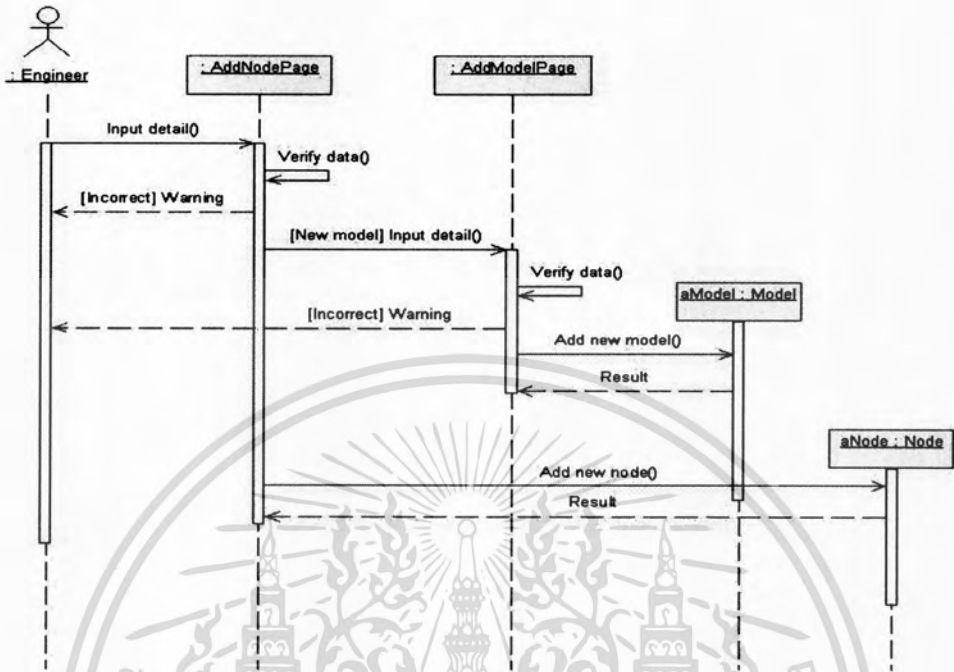 : Engineer
: AddNodePage
: AddModelPage
Input detail()
Verify data()
[Incorrect] Warning
[New model] Input detail()
Verify data()
aModel : Model
[Incorrect] Warning
Add new model()
Result
aNode : Node
Add new node()
Result